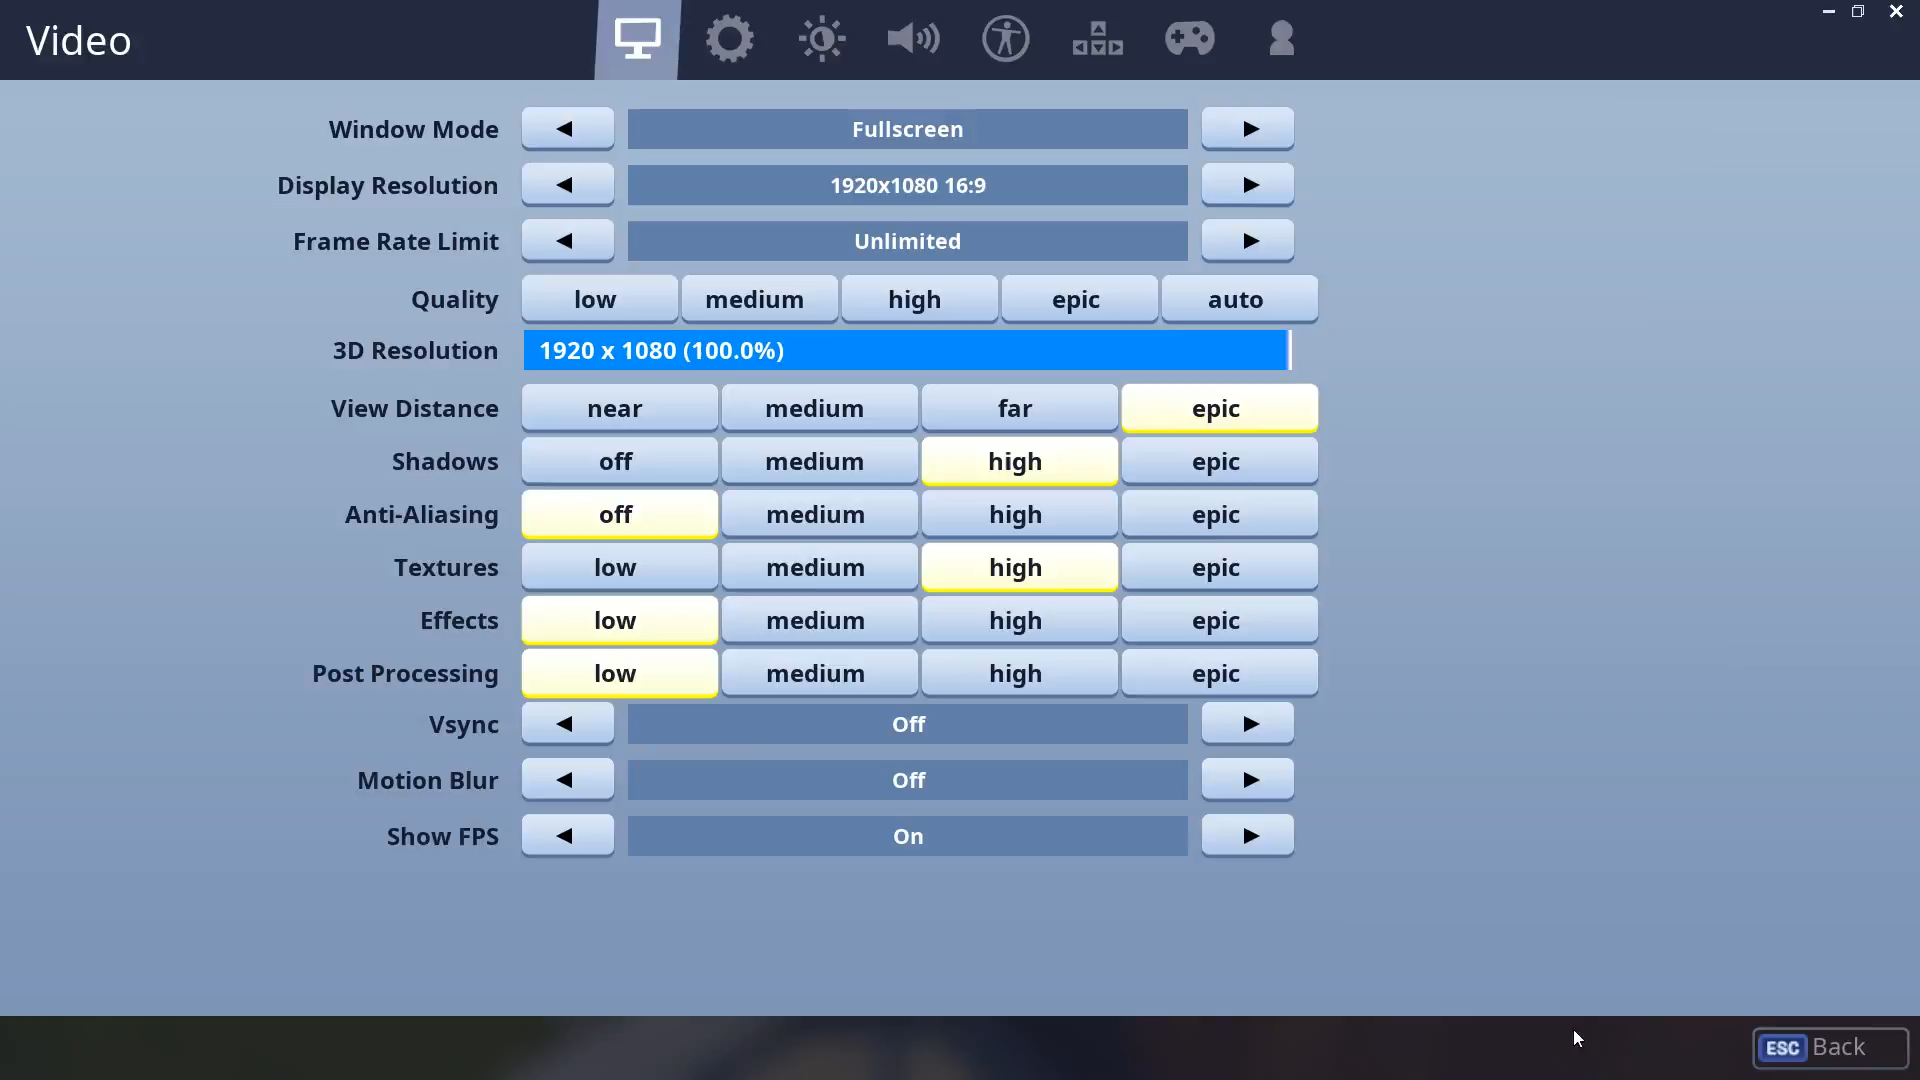 Video
Window Mode Fullscreen
Display Resolution 1920x1080 16:9
Frame Rate Limit Unlimited
Quality low medium high epic auto
3D Resolution 1920 x 1080 (100.0%)
View Distance near medium far epic
Shadows off medium high epic
Anti-Aliasing off medium high epic
Textures low medium high epic
Effects low medium high epic
Post Processing low medium high epic
Vsync Off
Motion Blur Off
Show FPS On
ESC Back